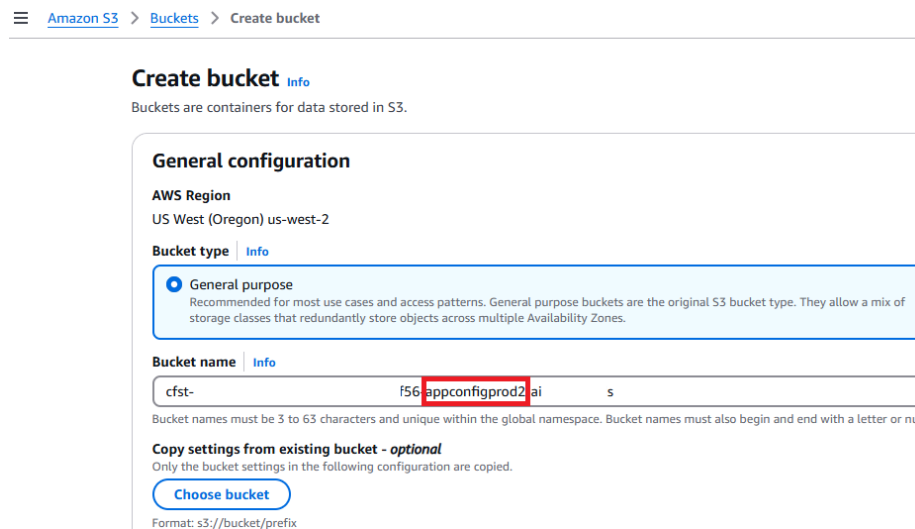 Amazon S3 > Buckets > Create bucket
Create bucket Info
Buckets are containers for data stored in S3.
General configuration
AWS Region
US West (Oregon) us-west-2
Bucket type Info
General purpose
Recommended for most use cases and access patterns. General purpose buckets are the original S3 bucket type. They allow a mix of
storage classes that redundantly store objects across multiple Availability Zones.
Bucket name Info
cfst- f56-appconfigprod2 ai s
Bucket names must be 3 to 63 characters and unique within the global namespace. Bucket names must also begin and end with a letter or
Copy settings from existing bucket - optional
Only the bucket settings in the following configuration are copied.
Choose bucket
Format: s3://bucket/prefix